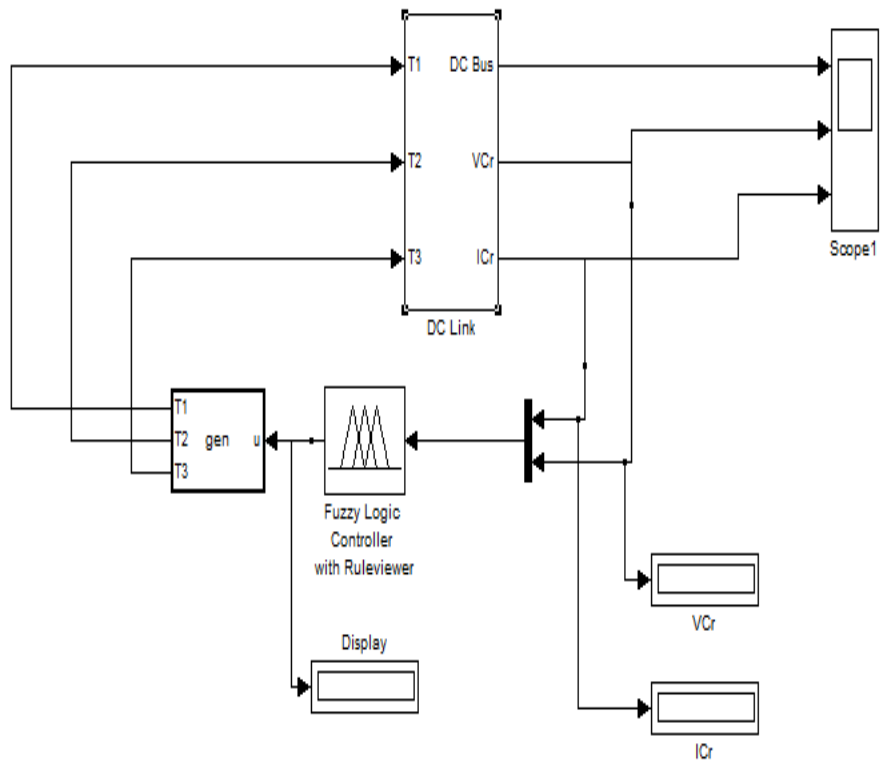 T1
DC Bus
T2
VCr
T3
ICr
DC Link
Scope1
T1
T2
gen
u
T3
Fuzzy Logic
Controller
with Ruleviewer
VCr
Display
ICr